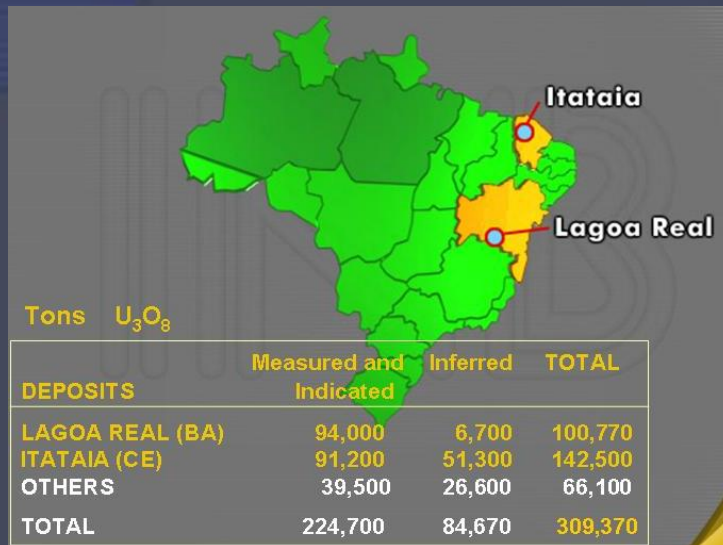 Itataia
Lagoa Real
Tons U₃O₈
DEPOSITS Measured and Indicated Inferred TOTAL
LAGOA REAL (BA) 94,000 6,700 100,770
ITATAIA (CE) 91,200 51,300 142,500
OTHERS 39,500 26,600 66,100
TOTAL 224,700 84,670 309,370